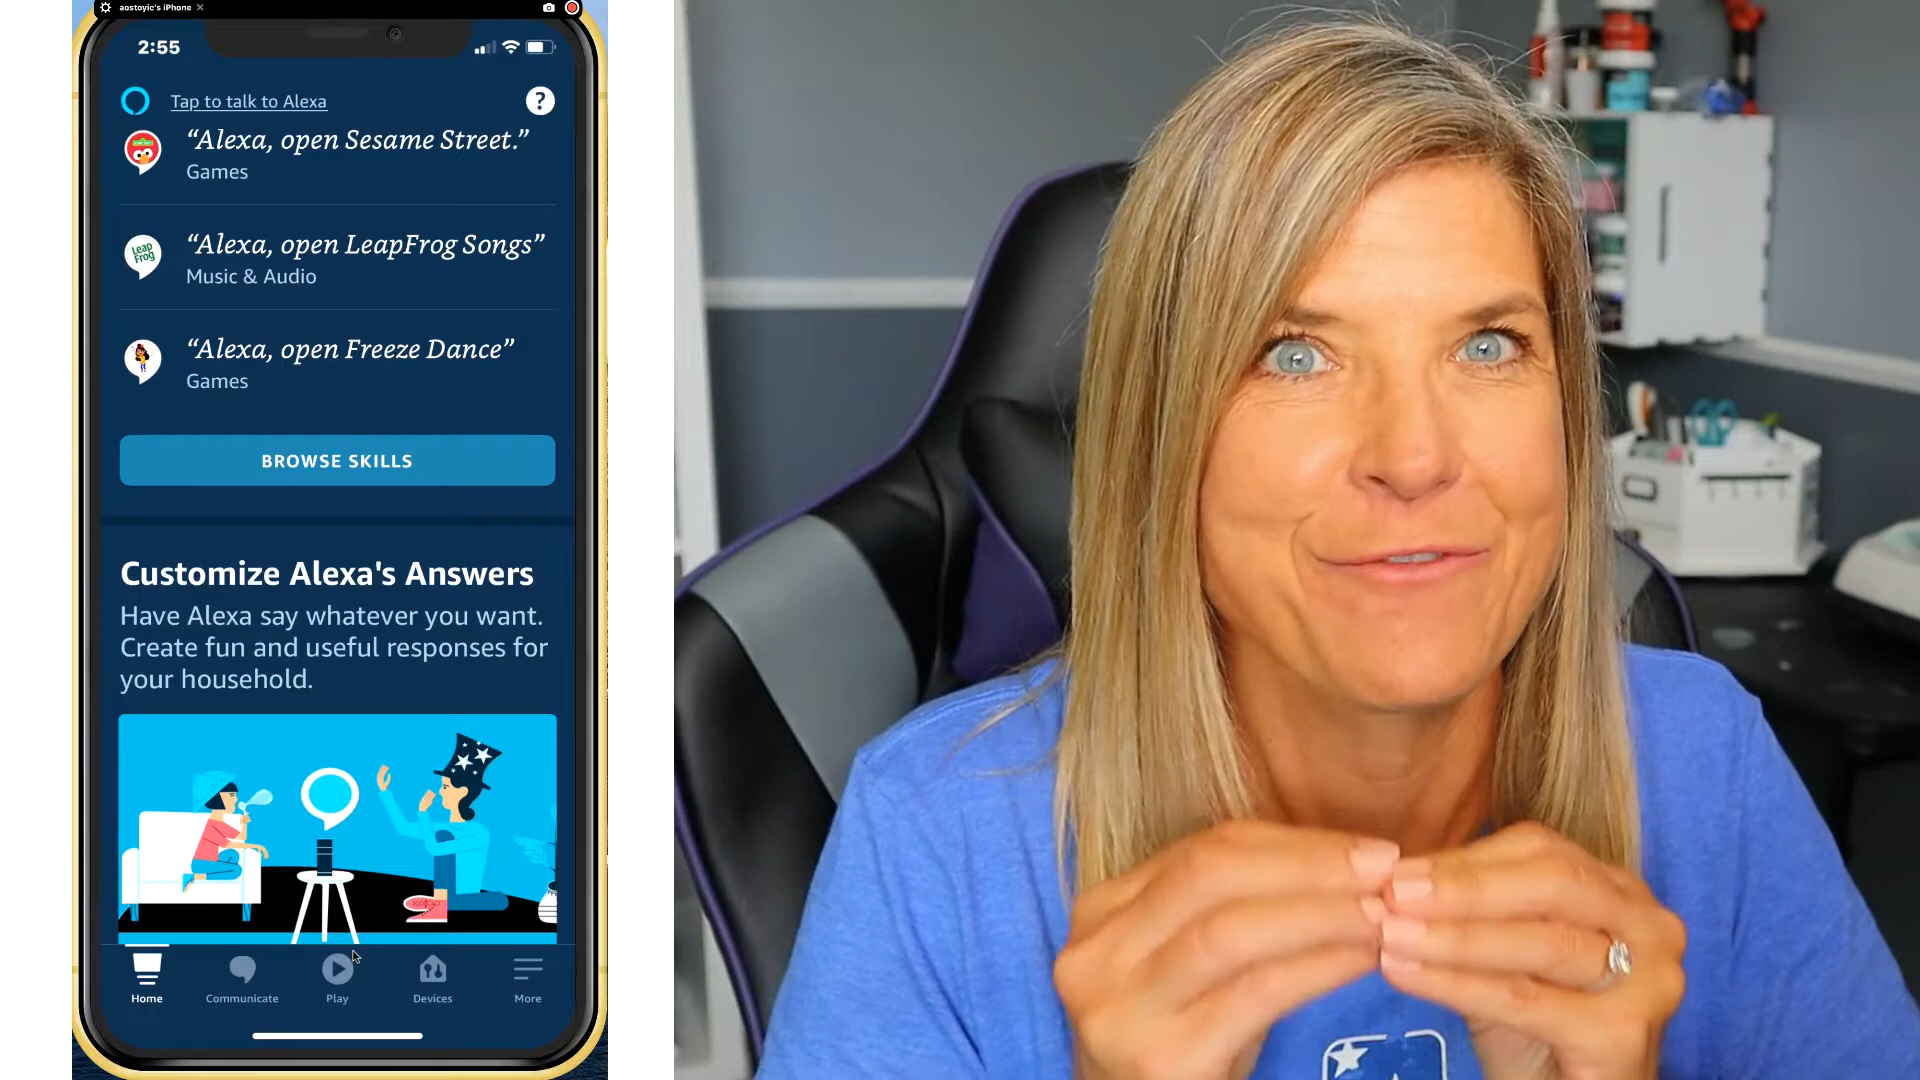 aostoyic's iPhone
2:55
Tap to talk to Alexa
?
“Alexa, open Sesame Street.”
Games
“Alexa, open LeapFrog Songs”
Leap
Frog
Music & Audio
“Alexa, open Freeze Dance”
Games
BROWSE SKILLS
Customize Alexa's Answers
Have Alexa say whatever you want.
Create fun and useful responses for
your household.
Home
Communicate
Play
Devices
More